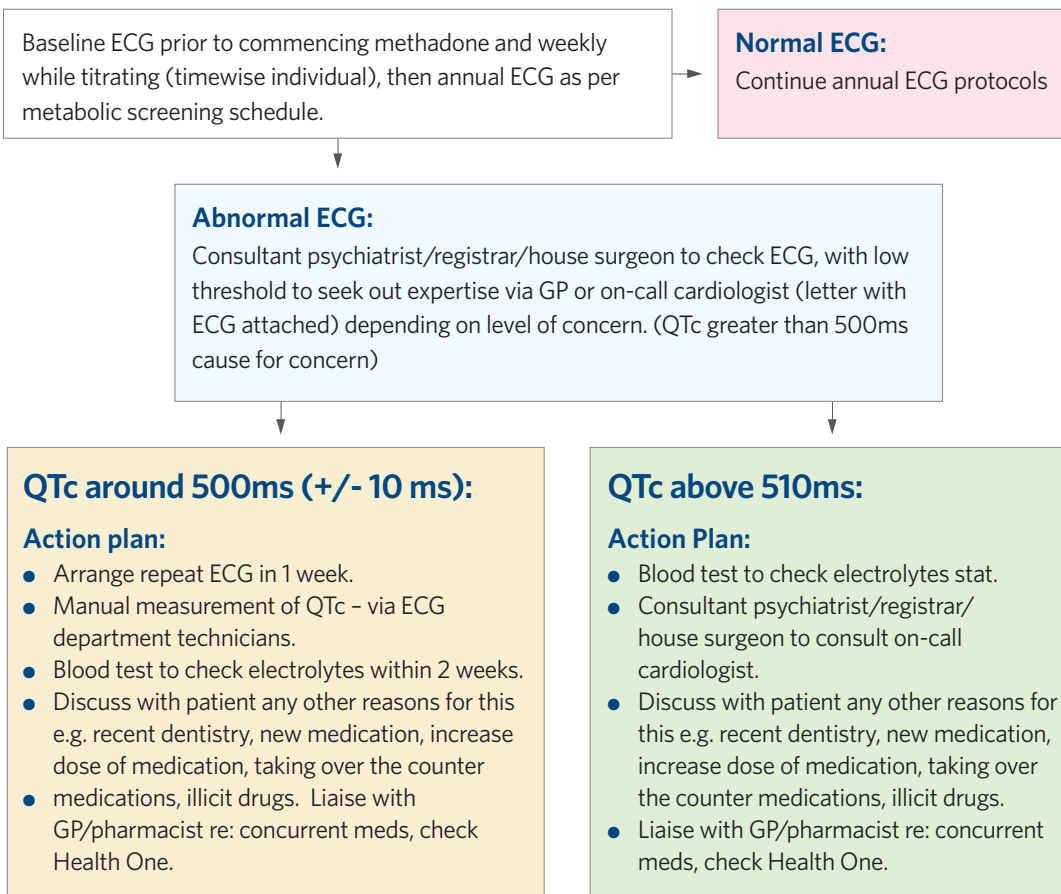 Baseline ECG prior to commencing methadone and weekly
while titrating (timewise individual), then annual ECG as per
metabolic screening schedule.
Normal ECG:
Continue annual ECG protocols
Abnormal ECG:
Consultant psychiatrist/registrar/house surgeon to check ECG, with low
threshold to seek out expertise via GP or on-call cardiologist (letter with
ECG attached) depending on level of concern. (QTc greater than 500ms
cause for concern)
QTc around 500ms (+/- 10 ms):
Action plan:
● Arrange repeat ECG in 1 week.
● Manual measurement of QTc – via ECG
department technicians.
● Blood test to check electrolytes within 2 weeks.
● Discuss with patient any other reasons for this
e.g. recent dentistry, new medication, increase
dose of medication, taking over the counter
● medications, illicit drugs. Liaise with
GP/pharmacist re: concurrent meds, check
Health One.
QTc above 510ms:
Action Plan:
● Blood test to check electrolytes stat.
● Consultant psychiatrist/registrar/
house surgeon to consult on-call
cardiologist.
● Discuss with patient any other reasons for
this e.g. recent dentistry, new medication,
increase dose of medication, taking over
the counter medications, illicit drugs.
● Liaise with GP/pharmacist re: concurrent
meds, check Health One.